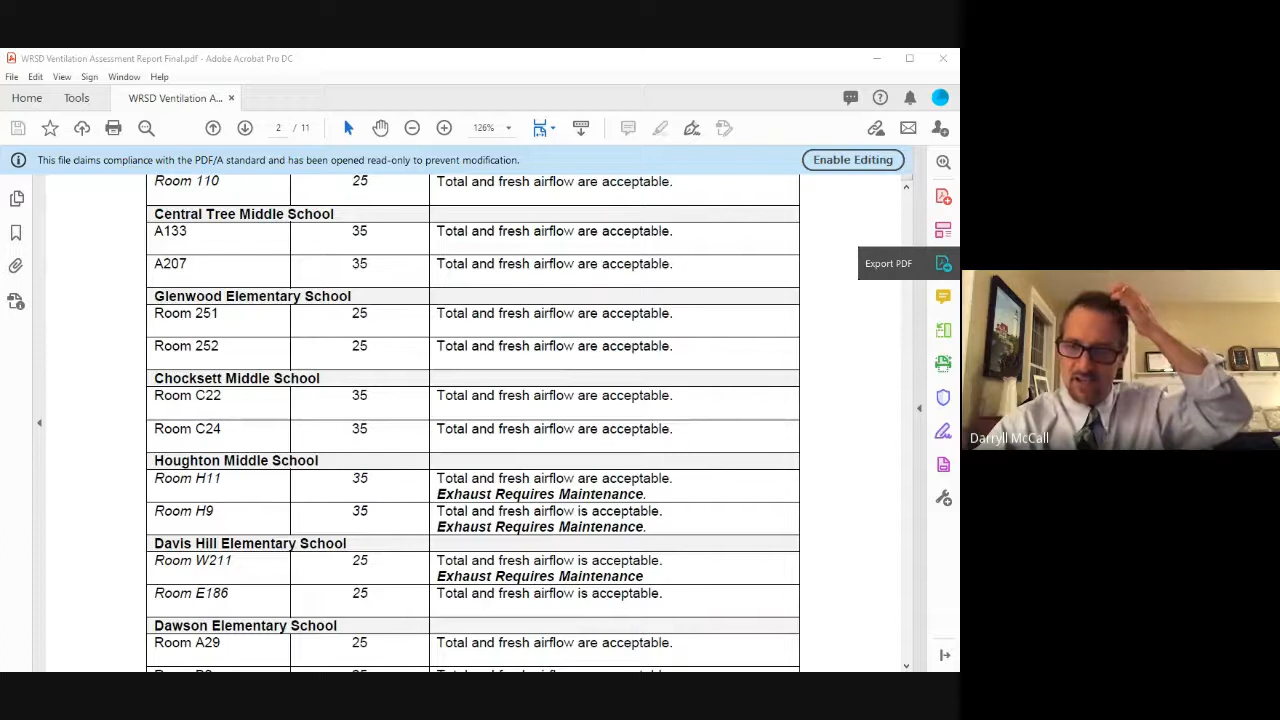 WRSD Ventilation Assessment Report Final.pdf - Adobe Acrobat Pro DC
File Edit View Sign Window Help
Home Tools WRSD Ventilation A... ×
2 / 11 126%
This file claims compliance with the PDF/A standard and has been opened read-only to prevent modification. Enable Editing
Room 110 25 Total and fresh airflow are acceptable.
Central Tree Middle School
A133 35 Total and fresh airflow are acceptable.
A207 35 Total and fresh airflow are acceptable.
Export PDF
Glenwood Elementary School
Room 251 25 Total and fresh airflow are acceptable.
Room 252 25 Total and fresh airflow are acceptable.
Chocksett Middle School
Room C22 35 Total and fresh airflow are acceptable.
Room C24 35 Total and fresh airflow are acceptable.
Darryll McCall
Houghton Middle School
Room H11 35 Total and fresh airflow are acceptable.
Exhaust Requires Maintenance.
Room H9 35 Total and fresh airflow is acceptable.
Exhaust Requires Maintenance.
Davis Hill Elementary School
Room W211 25 Total and fresh airflow is acceptable.
Exhaust Requires Maintenance
Room E186 25 Total and fresh airflow is acceptable.
Dawson Elementary School
Room A29 25 Total and fresh airflow are acceptable.